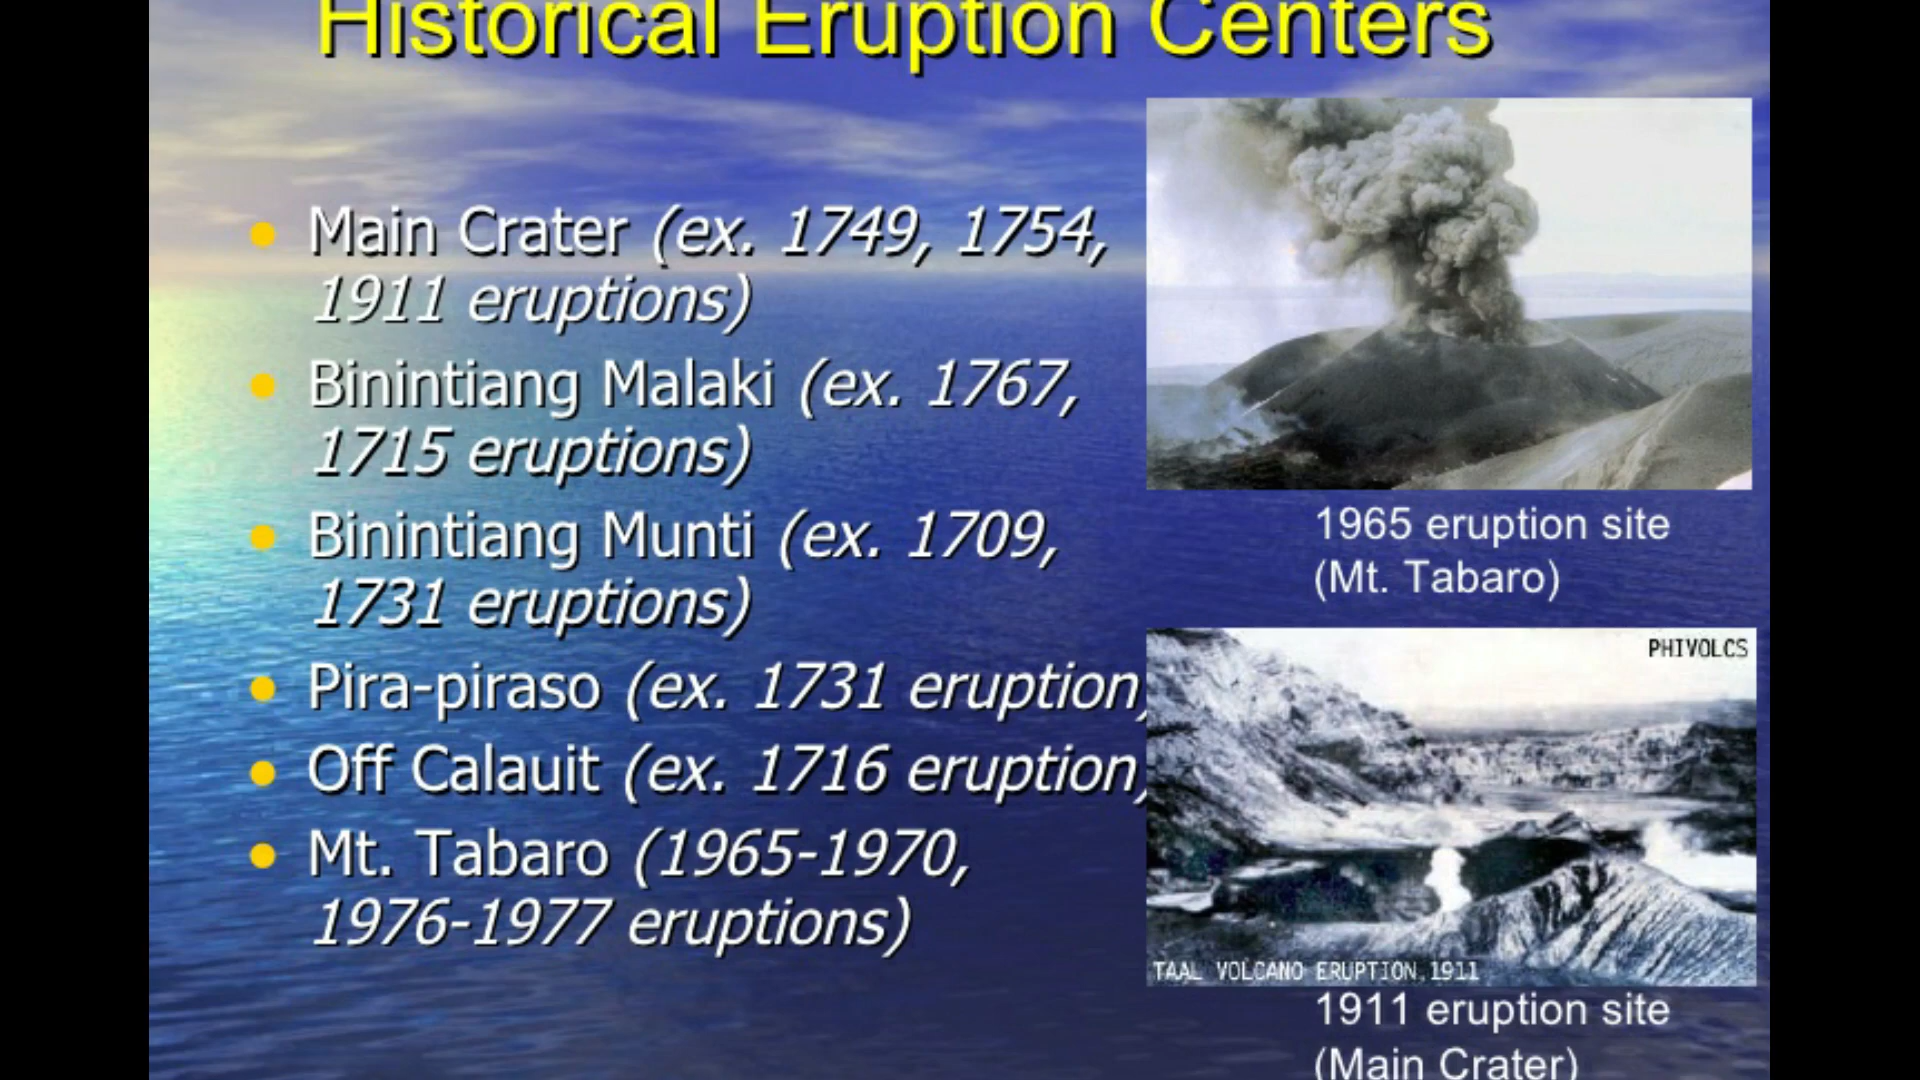 Historical Eruption Centers
Main Crater (ex. 1749, 1754,
1911 eruptions)
Binintiang Malaki (ex. 1767,
1715 eruptions)
Binintiang Munti (ex. 1709,
1731 eruptions)
Pira-piraso (ex. 1731 eruption)
Off Calauit (ex. 1716 eruption)
Mt. Tabaro (1965-1970,
1976-1977 eruptions)
1965 eruption site
(Mt. Tabaro)
PHIVOLCS
TAAL VOLCANO ERUPTION,1911
1911 eruption site
(Main Crater)